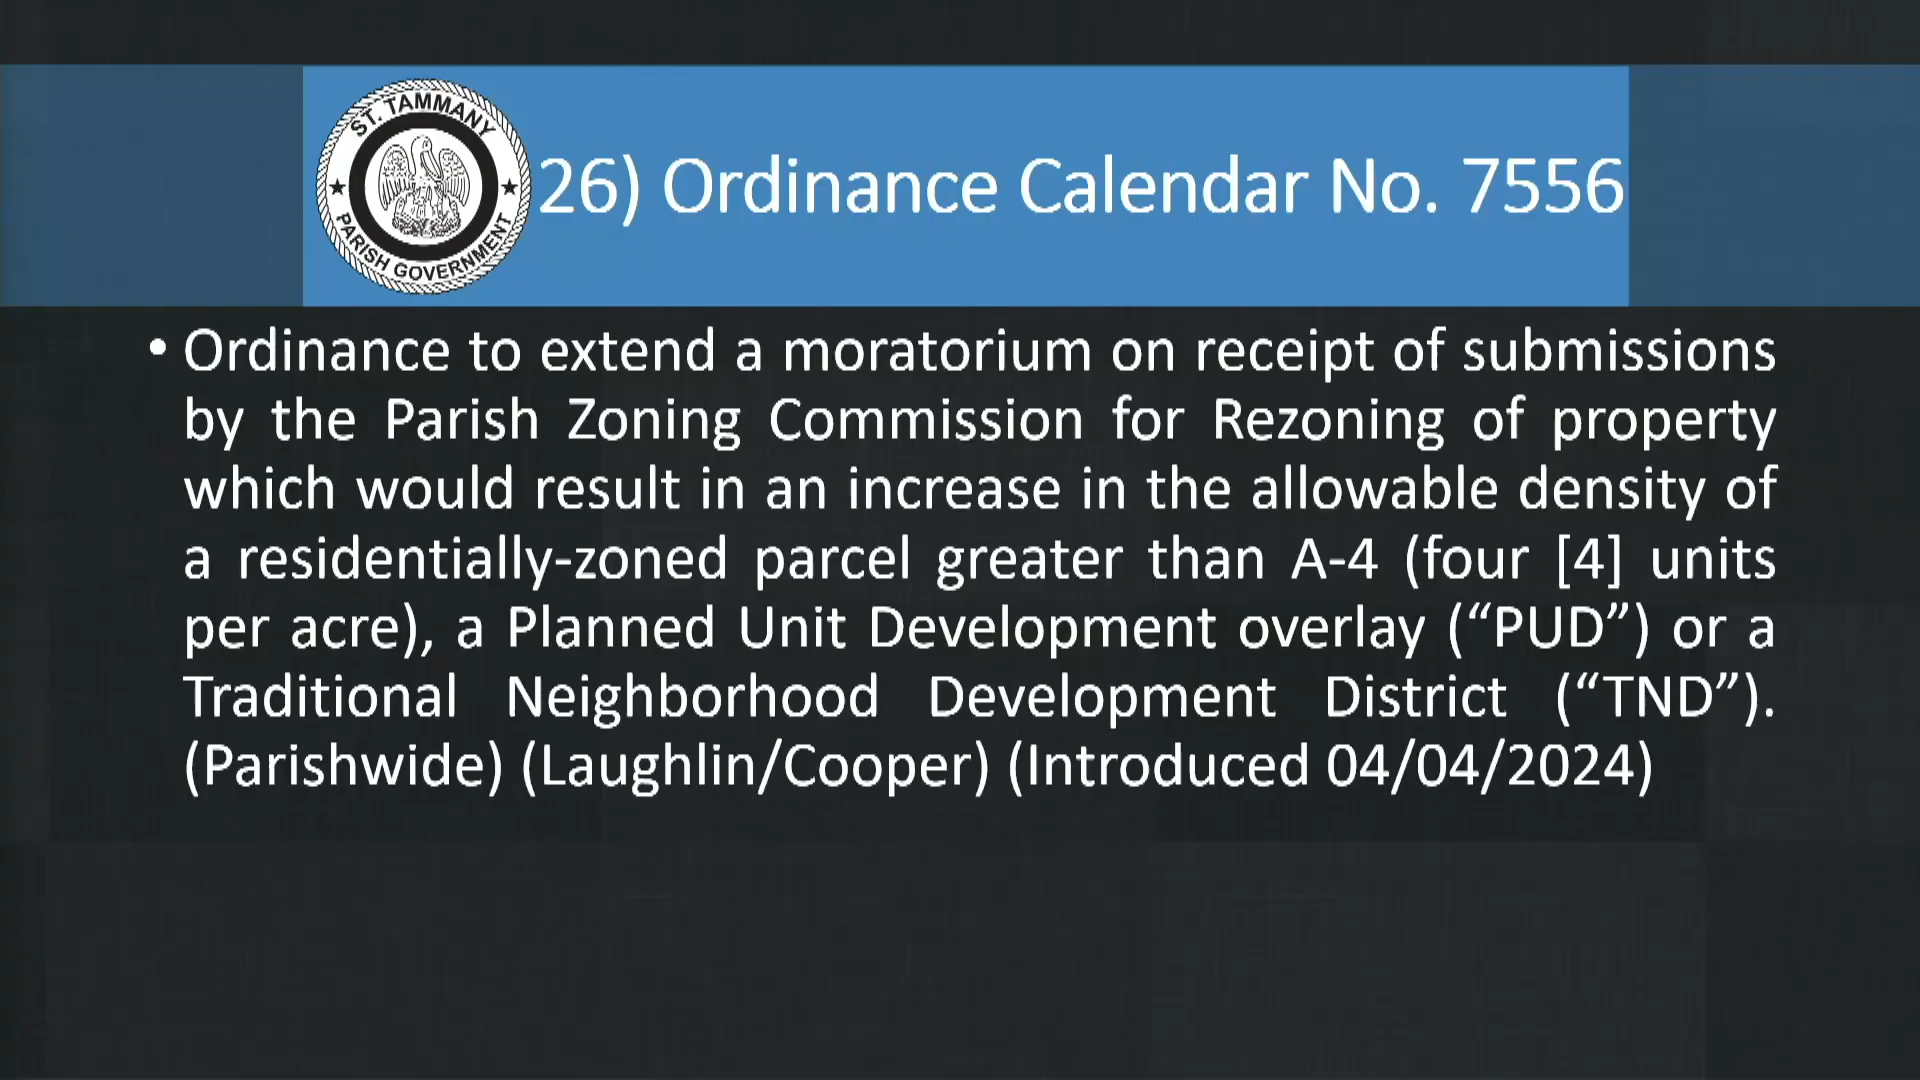 ST. TAMMANY
PARISH GOVERNMENT
26) Ordinance Calendar No. 7556
• Ordinance to extend a moratorium on receipt of submissions
by the Parish Zoning Commission for Rezoning of property
which would result in an increase in the allowable density of
a residentially-zoned parcel greater than A-4 (four [4] units
per acre), a Planned Unit Development overlay (“PUD”) or a
Traditional Neighborhood Development District (“TND”).
(Parishwide) (Laughlin/Cooper) (Introduced 04/04/2024)